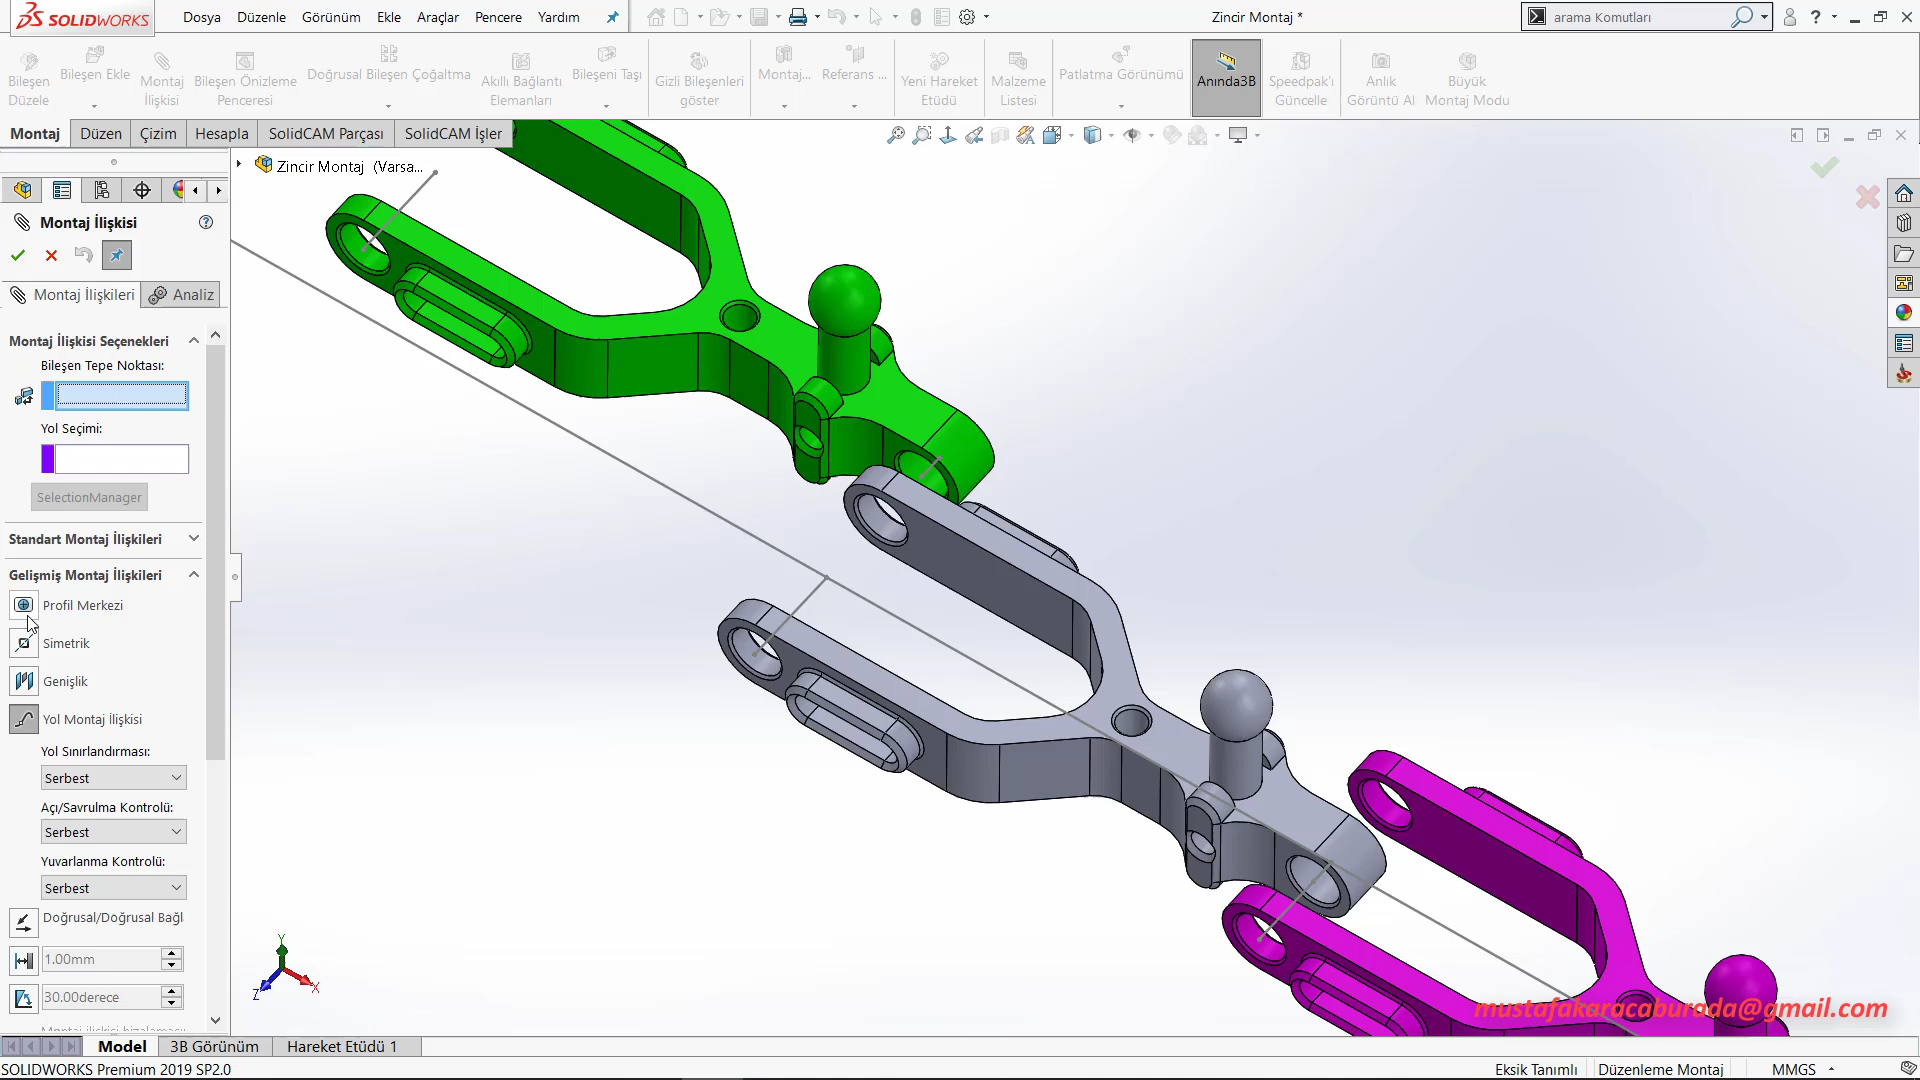 SOLIDWORKS
Dosya Düzenle Görünüm Ekle Araçlar Pencere Yardım
Zincir Montaj *
arama Komutları
Bileşen Düzele
Bileşen Ekle
Montaj İlişkisi
Bileşen Önizleme Penceresi
Doğrusal Bileşen Çoğaltma
Akıllı Bağlantı Elemanları
Bileşeni Taşı
Gizli Bileşenleri göster
Montaj...
Referans ...
Yeni Hareket Etüdü
Malzeme Listesi
Patlatma Görünümü
Anında3B
Speedpak'ı Güncelle
Anlık Görüntü Al
Büyük Montaj Modu
Montaj Düzen Çizim Hesapla SolidCAM Parçası SolidCAM İşler
Zincir Montaj (Varsa...
Montaj İlişkisi
Montaj İlişkileri Analiz
Montaj İlişkisi Seçenekleri
Bileşen Tepe Noktası:
Yol Seçimi:
SelectionManager
Standart Montaj İlişkileri
Gelişmiş Montaj İlişkileri
Profil Merkezi
Simetrik
Genişlik
Yol Montaj İlişkisi
Yol Sınırlandırması:
Serbest
Açı/Savrulma Kontrolü:
Serbest
Yuvarlanma Kontrolü:
Serbest
Doğrusal/Doğrusal Bağl
1.00mm
30.00derece
Montaj ilişkisi hizalaması
Y
Z
X
mustafakaracaburada@gmail.com
Model 3B Görünüm Hareket Etüdü 1
SOLIDWORKS Premium 2019 SP2.0
Eksik Tanımlı Düzenleme Montaj MMGS